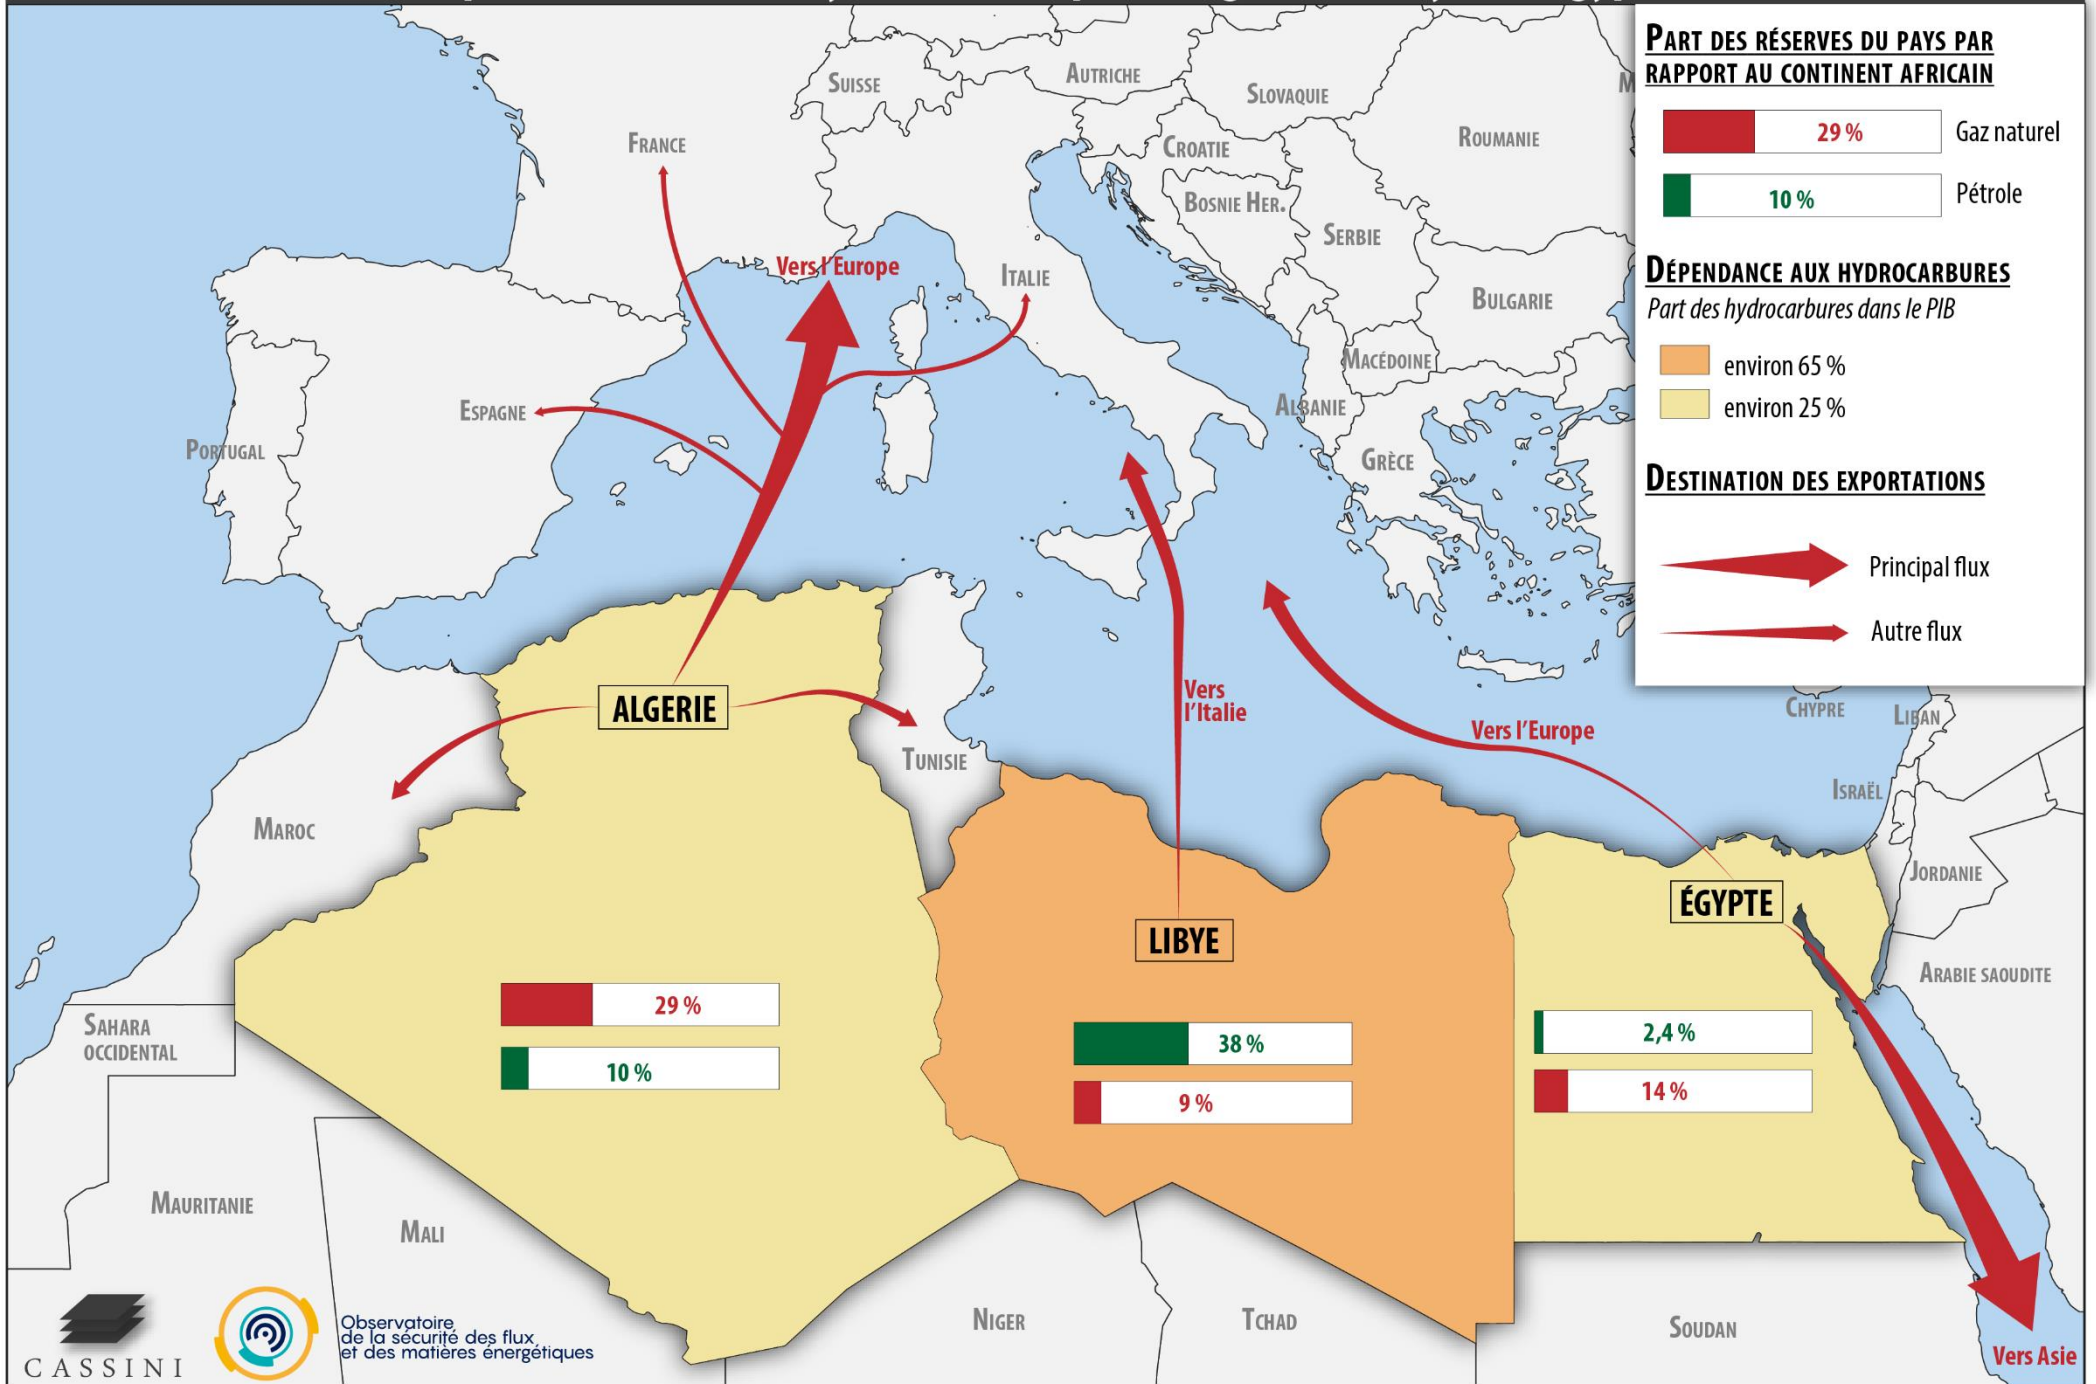 PART DES RÉSERVES DU PAYS PAR
RAPPORT AU CONTINENT AFRICAIN
29 %
Gaz naturel
10 %
Pétrole
DÉPENDANCE AUX HYDROCARBURES
Part des hydrocarbures dans le PIB
environ 65 %
environ 25 %
DESTINATION DES EXPORTATIONS
Principal flux
Autre flux
SUISSE
AUTRICHE
SLOVAQUIE
FRANCE
CROATIE
ROUMANIE
BOSNIE HER.
SERBIE
Vers l'Europe
ITALIE
BULGARIE
MACÉDOINE
ESPAGNE
ALBANIE
PORTUGAL
GRÈCE
ALGERIE
Vers
l'Italie
Vers l'Europe
CHYPRE
LIBAN
TUNISIE
ISRAËL
MAROC
JORDANIE
ÉGYPTE
LIBYE
ARABIE SAOUDITE
29 %
10 %
38 %
9 %
2,4 %
14 %
SAHARA
OCCIDENTAL
MAURITANIE
MALI
NIGER
TCHAD
SOUDAN
Vers Asie
CASSINI
Observatoire
de la sécurité des flux
et des matières énergétiques